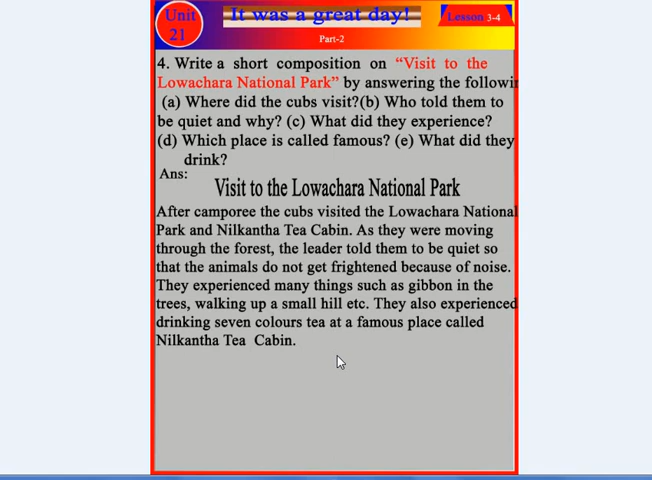 Unit
21
It was a great day!
Lesson 3-4
Part-2
4. Write a short composition on “Visit to the
Lowachara National Park” by answering the followin
(a) Where did the cubs visit?(b) Who told them to
be quiet and why? (c) What did they experience?
(d) Which place is called famous? (e) What did they
drink?
Ans:
Visit to the Lowachara National Park
After camporee the cubs visited the Lowachara National
Park and Nilkantha Tea Cabin. As they were moving
through the forest, the leader told them to be quiet so
that the animals do not get frightened because of noise.
They experienced many things such as gibbon in the
trees, walking up a small hill etc. They also experienced
drinking seven colours tea at a famous place called
Nilkantha Tea Cabin.